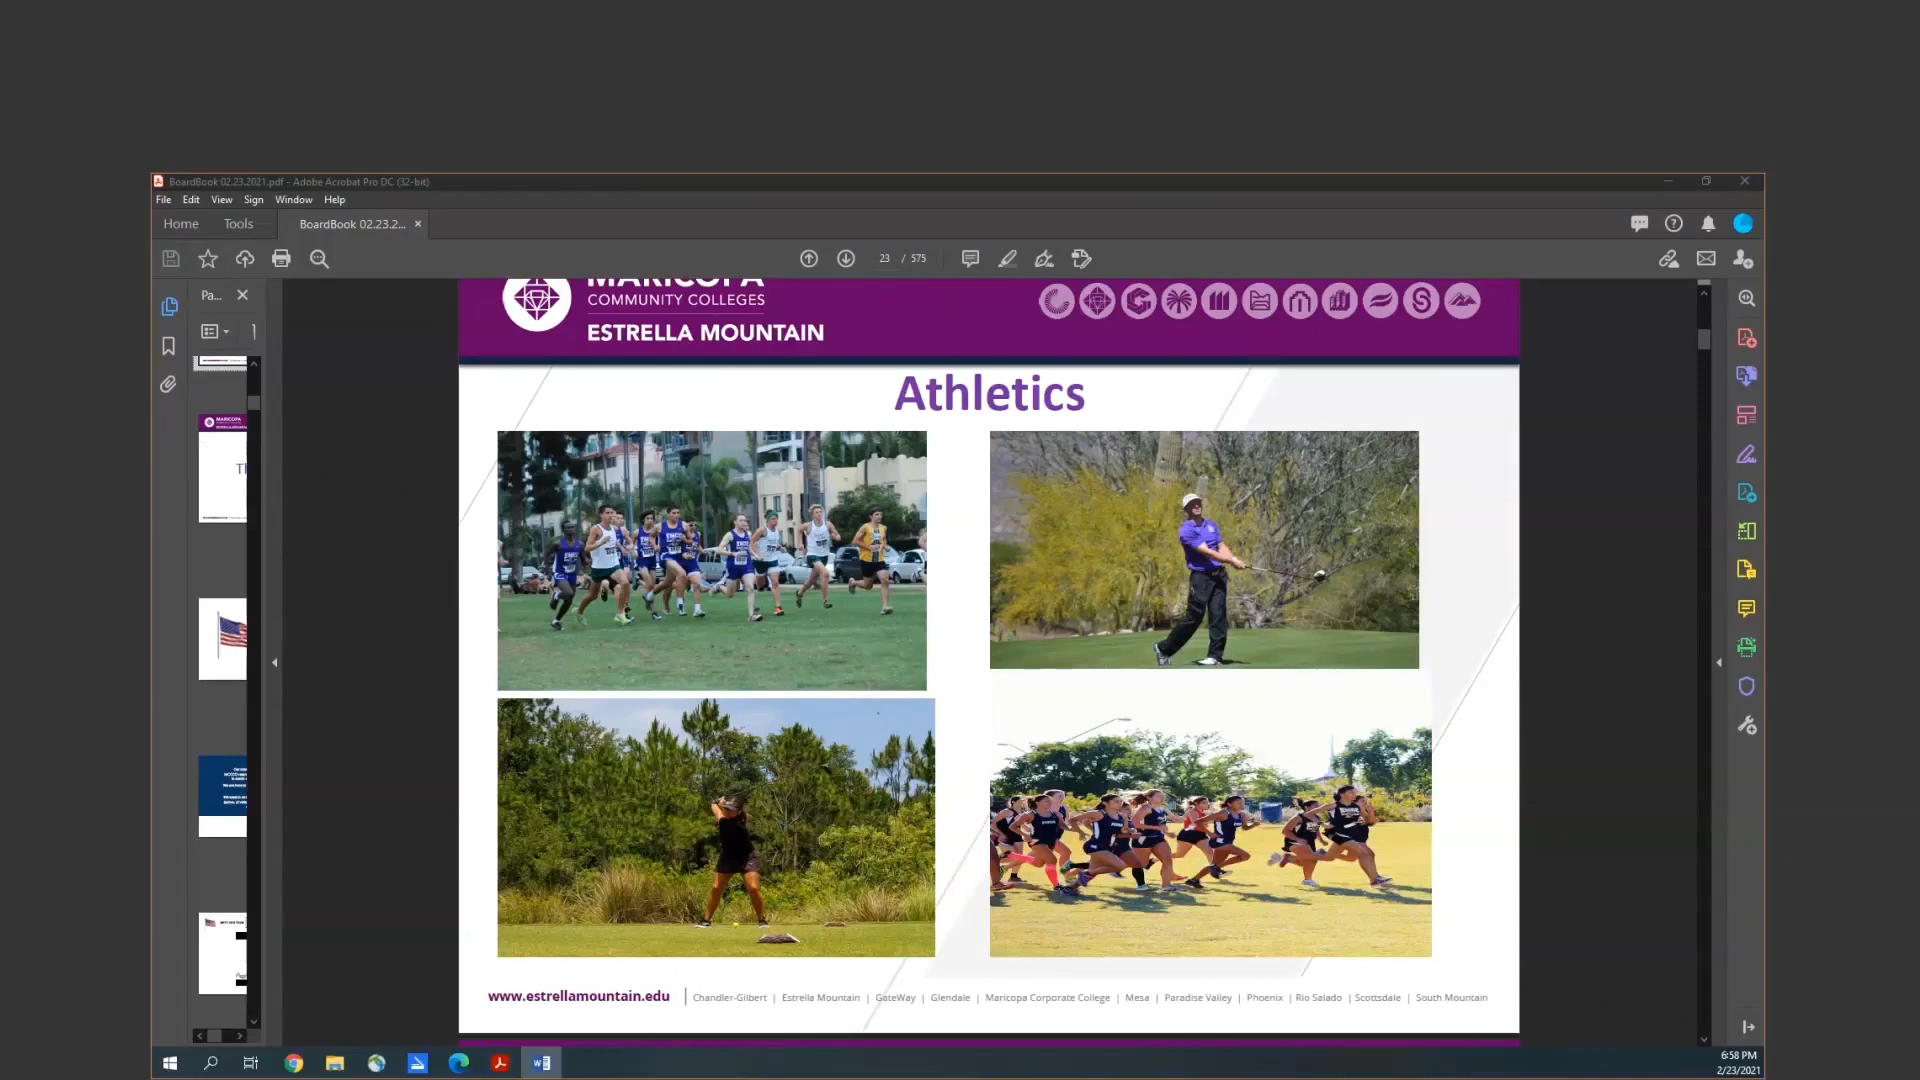 BoardBook 02.23.2021.pdf - Adobe Acrobat Pro DC (32-bit)
File Edit View Sign Window Help
Home Tools BoardBook 02.23.2... ×
23 / 575
Pa...
MARICOPA
COMMUNITY COLLEGES
ESTRELLA MOUNTAIN
Athletics
MARICOPA
www.estrellamountain.edu | Chandler-Gilbert | Estrella Mountain | GateWay | Glendale | Maricopa Corporate College | Mesa | Paradise Valley | Phoenix | Rio Salado | Scottsdale | South Mountain
6:58 PM
2/23/2021